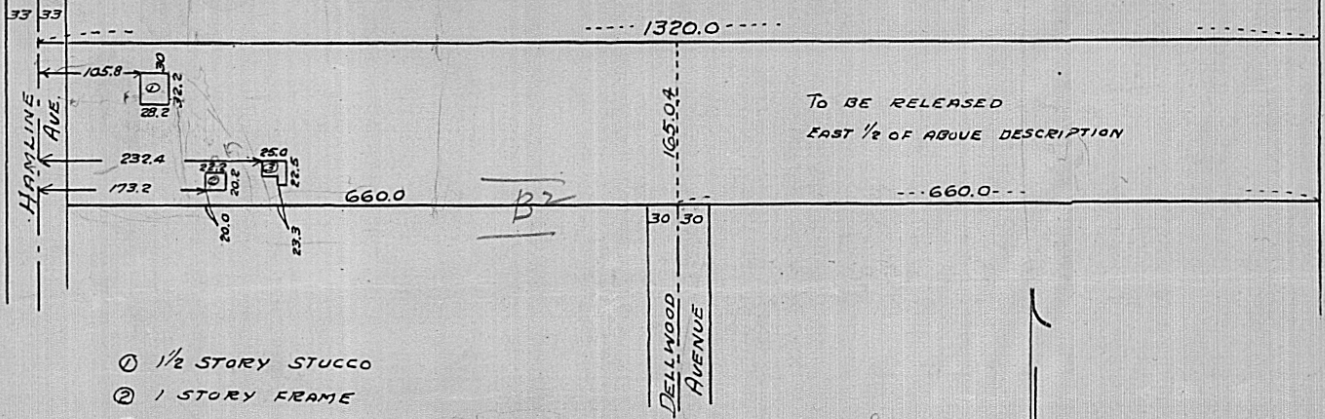 33 33
1320.0
105.8
30
① 32.2
28.2
HAMLINE AVE.
165.04
TO BE RELEASED
EAST 1/2 OF ABOVE DESCRIPTION
232.4
25.0
22.5
173.2
20.2
660.0
B2
660.0
20.0
23.3
30 30
DELLWOOD AVENUE
① 1 1/2 STORY STUCCO
② 1 STORY FRAME